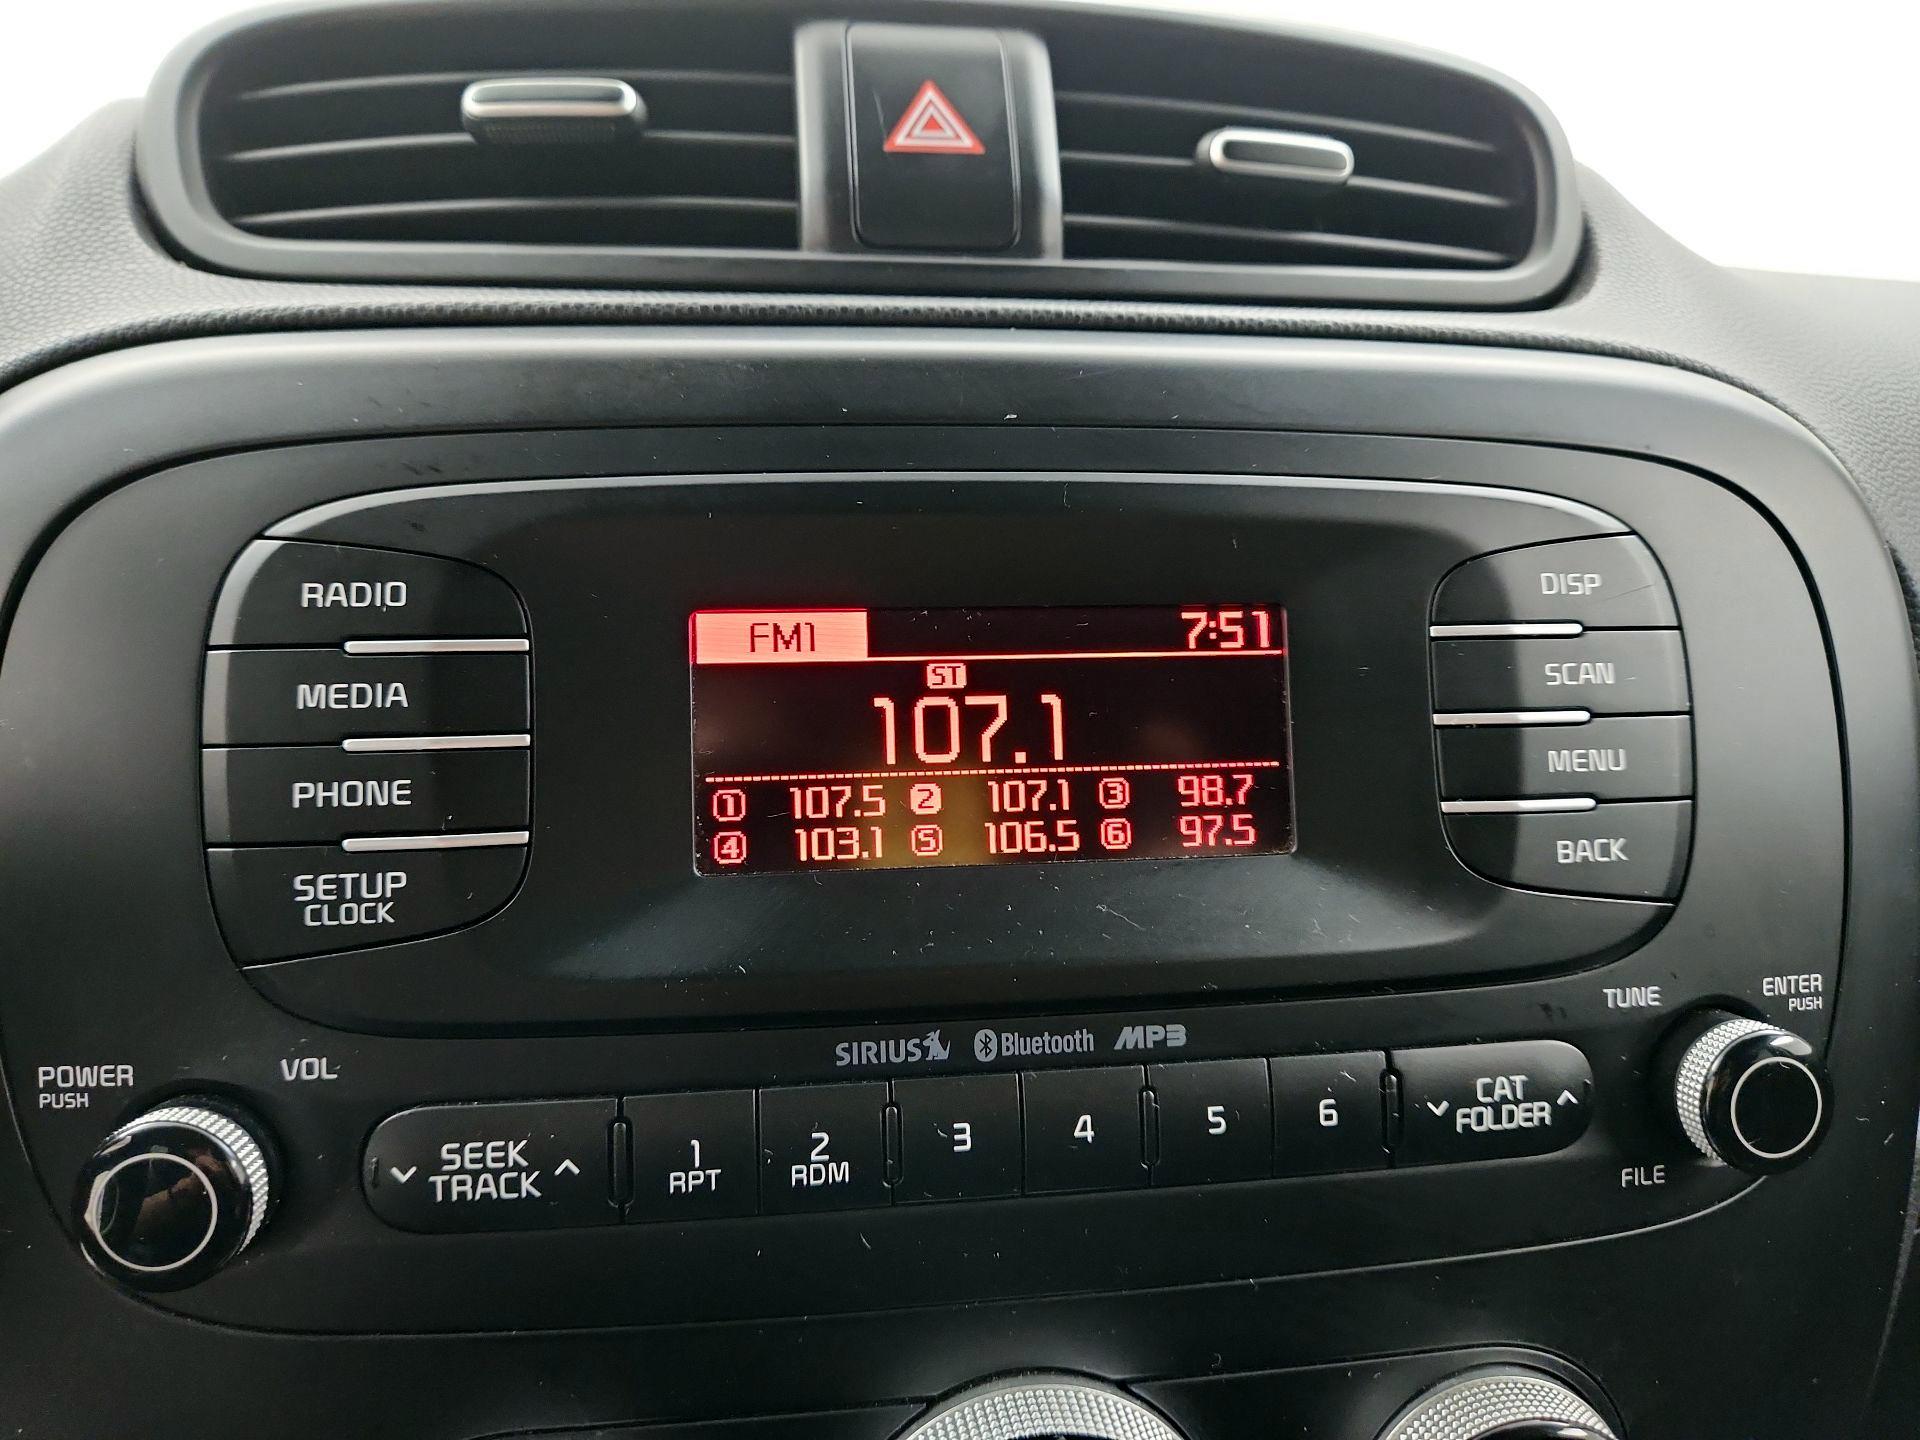 RADIO
MEDIA
PHONE
SETUP
CLOCK
FM1 7:51
ST
107.1
1 107.5 2 107.1 3 98.7
4 103.1 5 106.5 6 97.5
DISP
SCAN
MENU
BACK
SIRIUS Bluetooth MP3
POWER
PUSH
VOL
SEEK
TRACK
1
RPT
2
RDM
3
4
5
6
CAT
FOLDER
TUNE
ENTER
PUSH
FILE